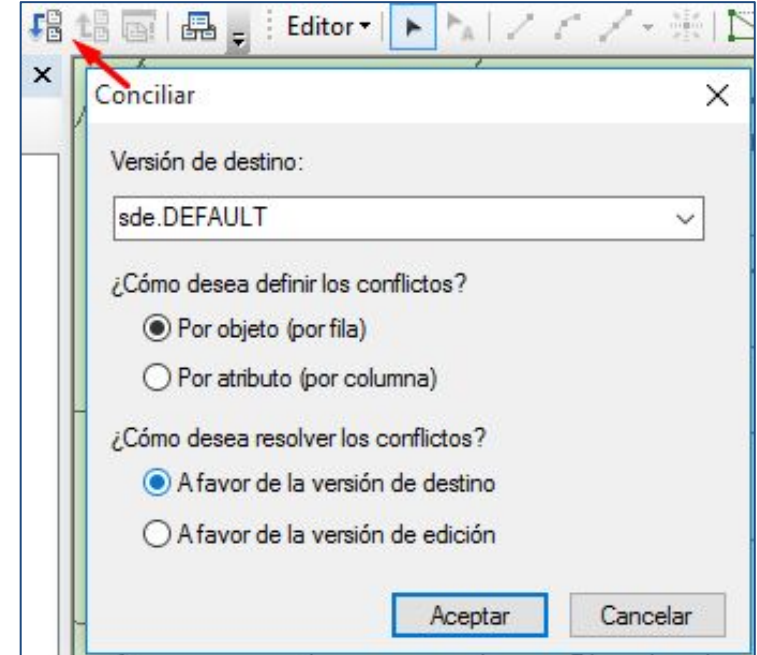 Editor
Conciliar
Versión de destino:
sde.DEFAULT
¿Cómo desea definir los conflictos?
Por objeto (por fila)
Por atributo (por columna)
¿Cómo desea resolver los conflictos?
A favor de la versión de destino
A favor de la versión de edición
Aceptar Cancelar